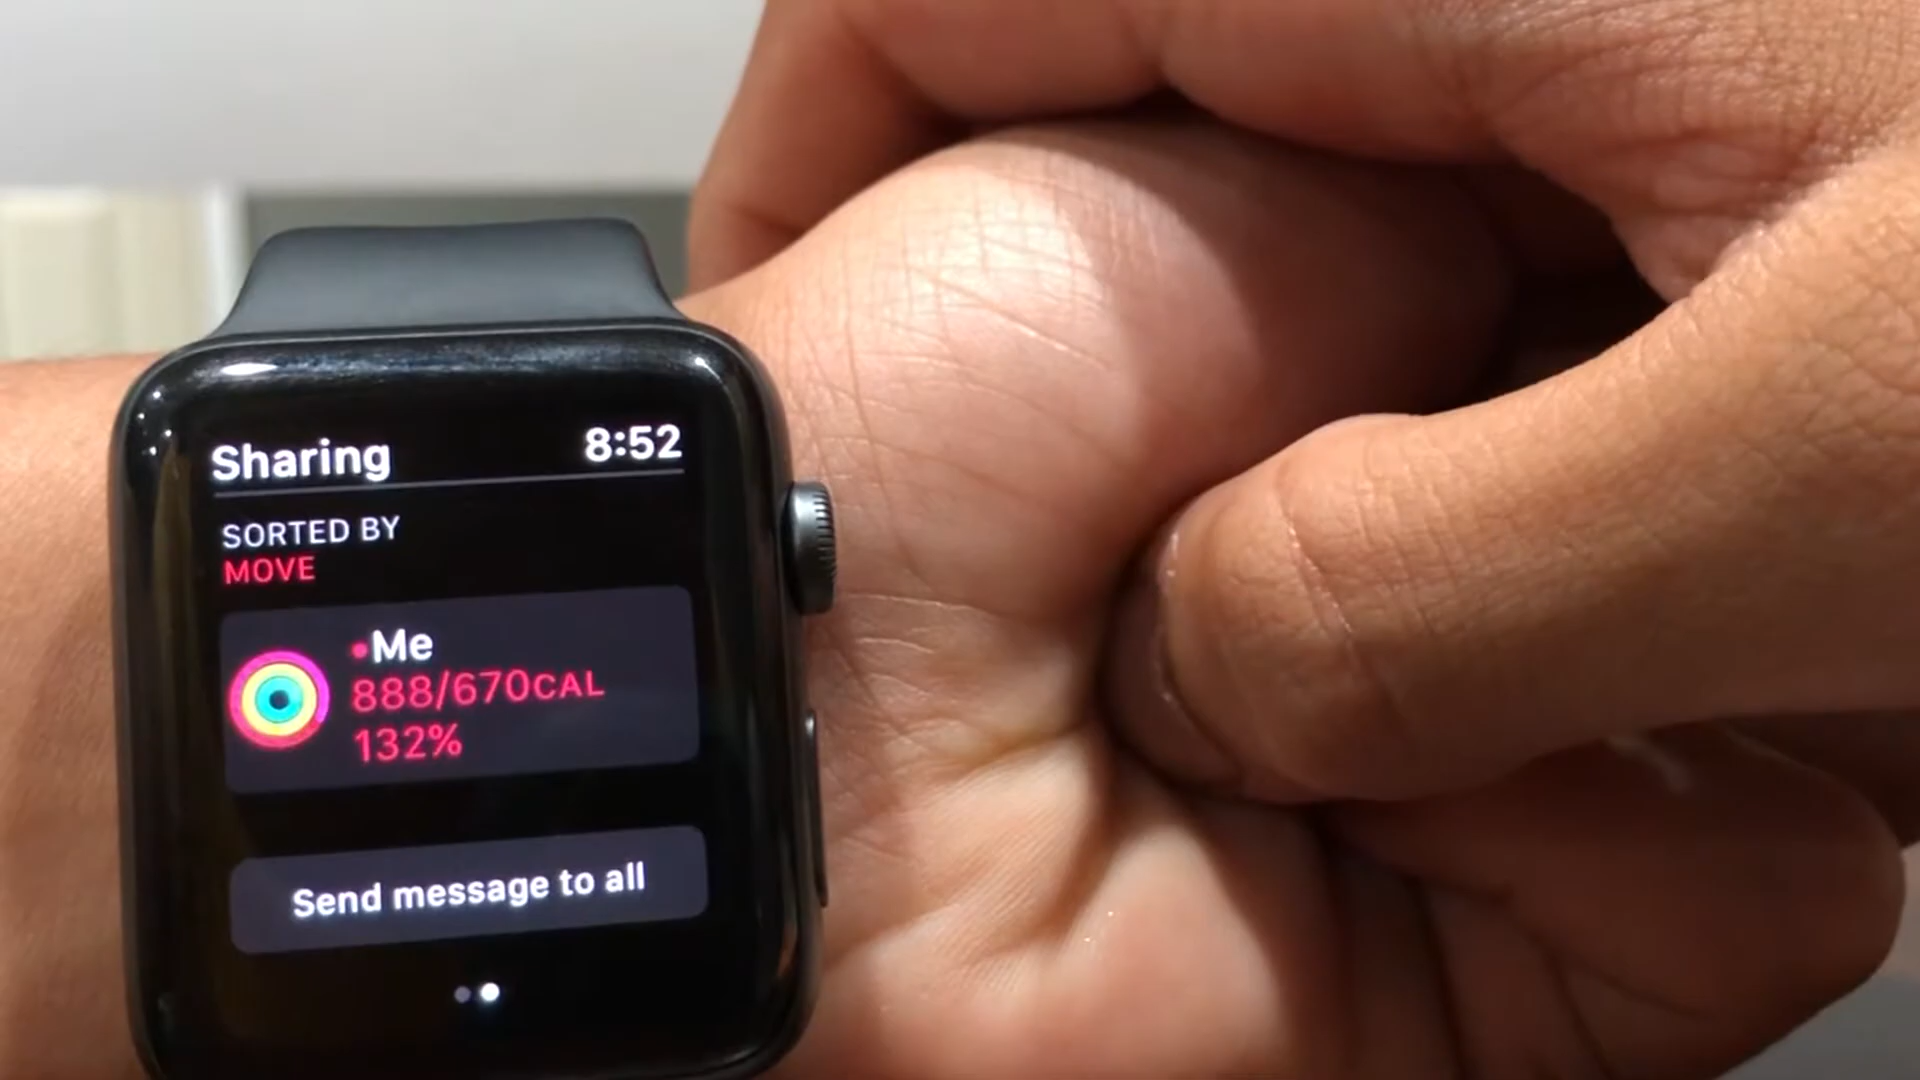 Sharing 8:52
SORTED BY
MOVE
Me
888/670CAL
132%
Send message to all